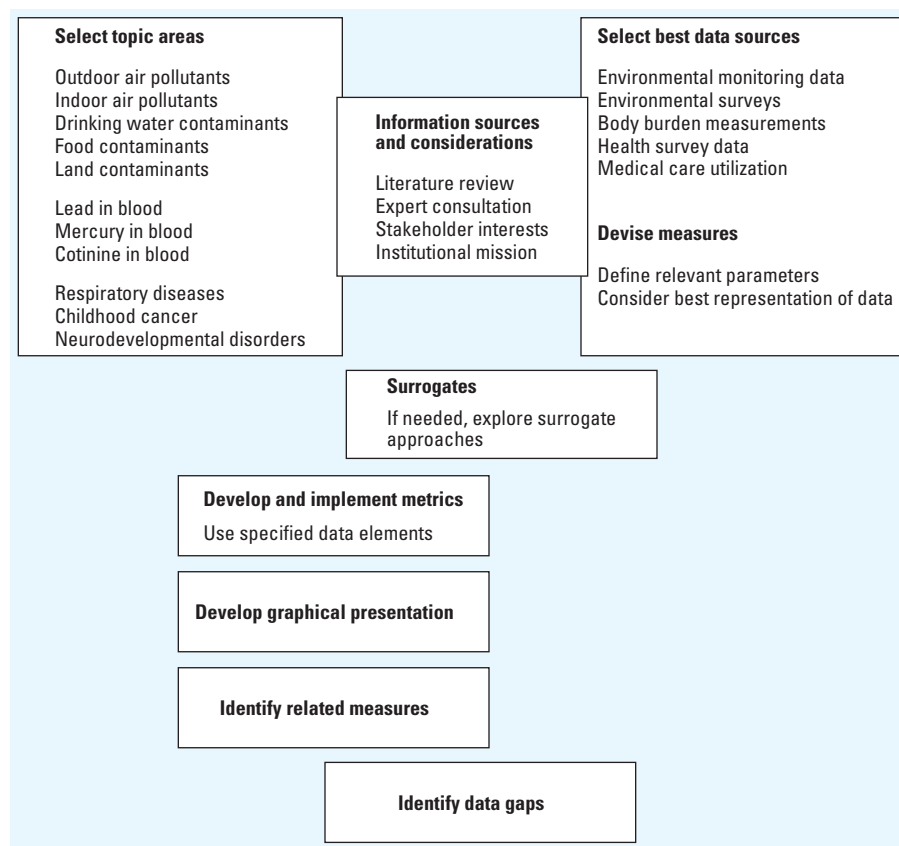 Select topic areas
Outdoor air pollutants
Indoor air pollutants
Drinking water contaminants
Food contaminants
Land contaminants
Lead in blood
Mercury in blood
Cotinine in blood
Respiratory diseases
Childhood cancer
Neurodevelopmental disorders
Information sources
and considerations
Literature review
Expert consultation
Stakeholder interests
Institutional mission
Select best data sources
Environmental monitoring data
Environmental surveys
Body burden measurements
Health survey data
Medical care utilization
Devise measures
Define relevant parameters
Consider best representation of data
Surrogates
If needed, explore surrogate
approaches
Develop and implement metrics
Use specified data elements
Develop graphical presentation
Identify related measures
Identify data gaps